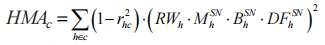 HMA_c = \sum_{h \in c} (1 - r_{hc}^2) \cdot (RW_h \cdot M_h^{SN} \cdot B_h^{SN} \cdot DF_h^{SN})^2